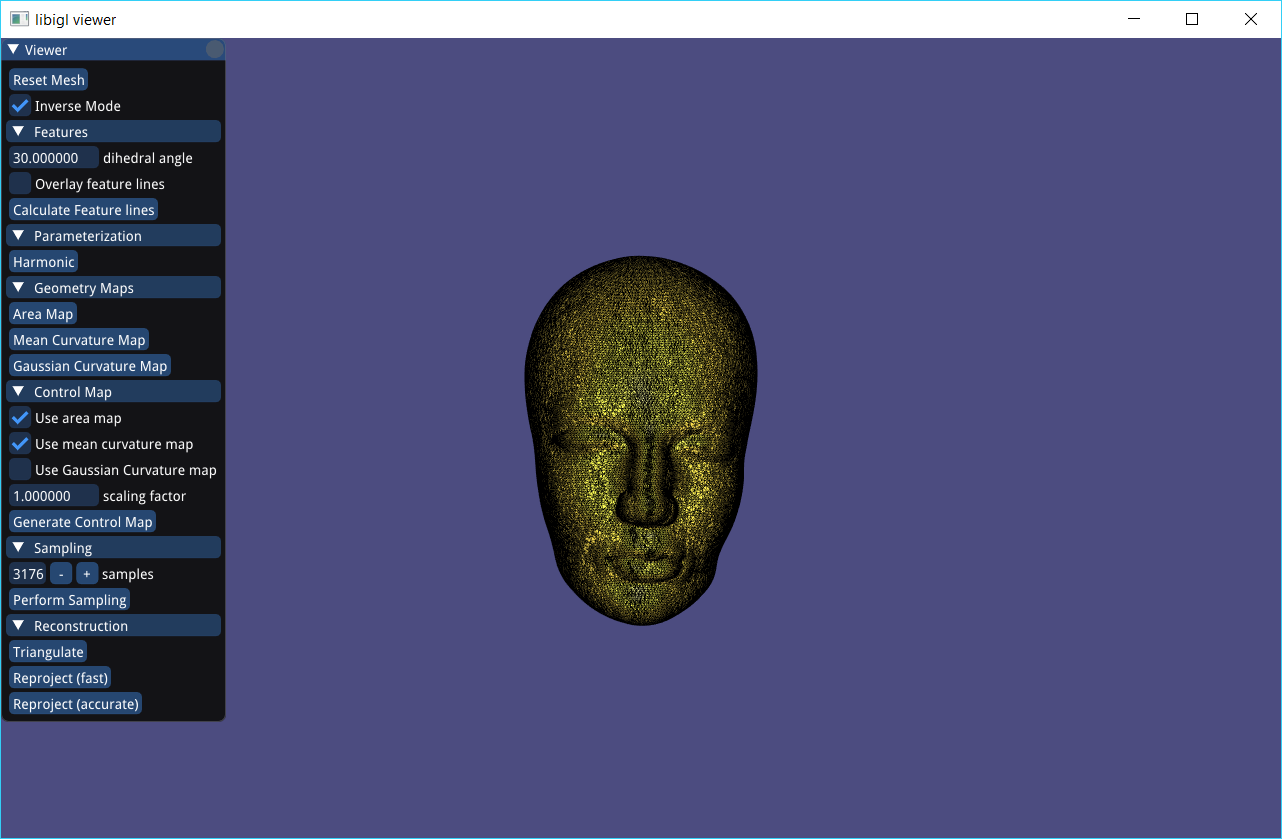 libigl viewer
Viewer
Reset Mesh
Inverse Mode
Features
30.000000 dihedral angle
Overlay feature lines
Calculate Feature lines
Parameterization
Harmonic
Geometry Maps
Area Map
Mean Curvature Map
Gaussian Curvature Map
Control Map
Use area map
Use mean curvature map
Use Gaussian Curvature map
1.000000 scaling factor
Generate Control Map
Sampling
3176 - + samples
Perform Sampling
Reconstruction
Triangulate
Reproject (fast)
Reproject (accurate)